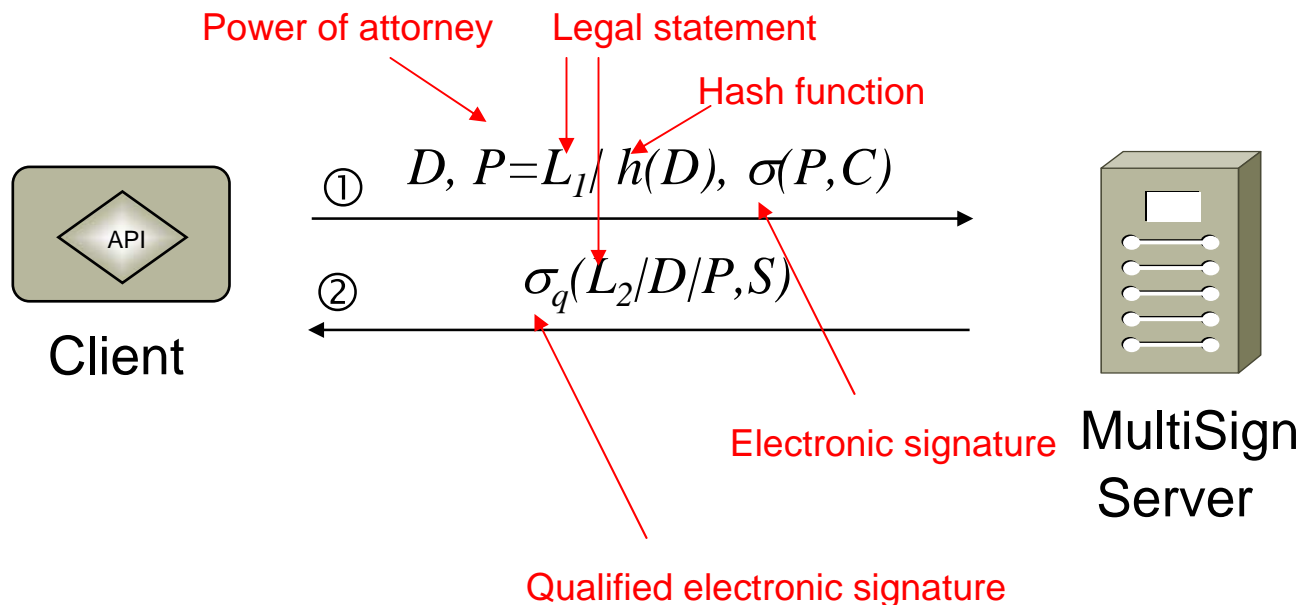 Power of attorney Legal statement
Hash function
① D, P=L₁/ h(D), σ(P,C)
API
② σ_q(L₂/D/P,S)
Client
Electronic signature
MultiSign
Server
Qualified electronic signature